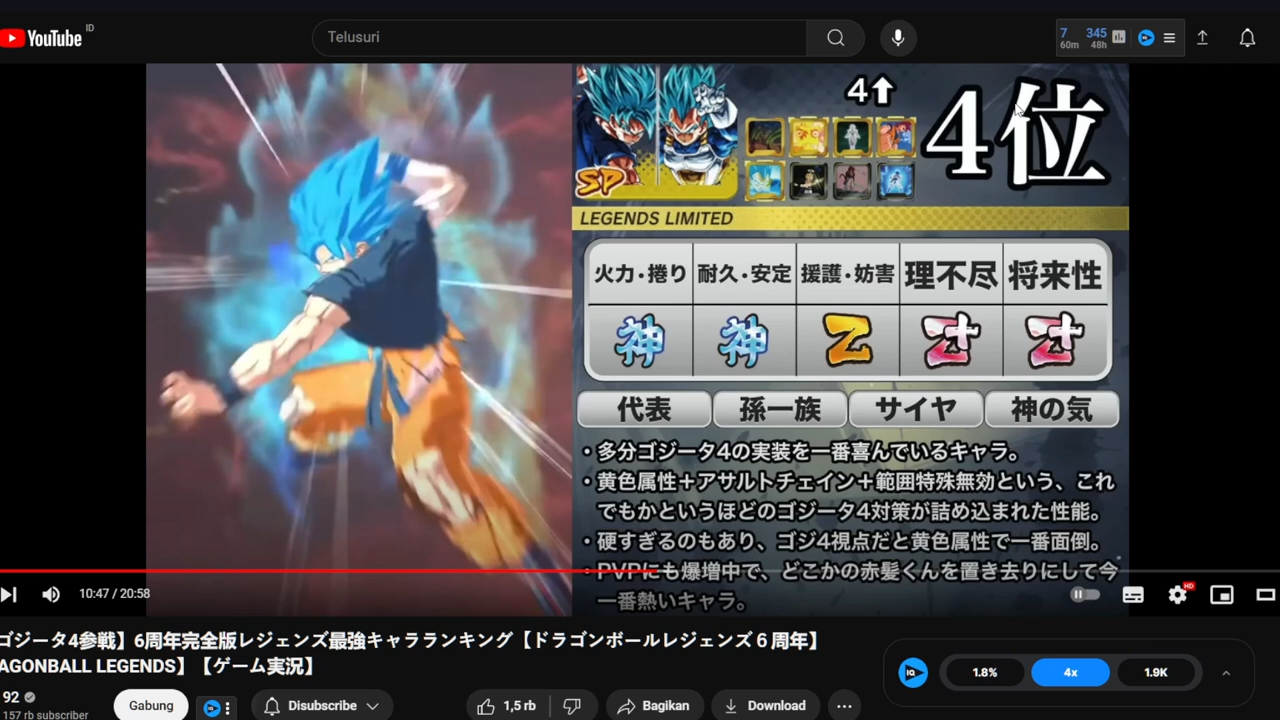 YouTube ID
Telusuri
7 60m 345 48h
4↑
4位
SP
LEGENDS LIMITED
火力・捲り 耐久・安定 援護・妨害 理不尽 将来性
神 神 Z Z+ Z+
代表 孫一族 サイヤ 神の気
・多分ゴジータ4の実装を一番喜んでいるキャラ。
・黄色属性＋アサルトチェイン＋範囲特殊無効という、これ
でもかというほどのゴジータ4対策が詰め込まれた性能。
・硬すぎるのもあり、ゴジ4視点だと黄色属性で一番面倒。
・PVPにも爆増中で、どこかの赤髪くんを置き去りにして今
一番熱いキャラ。
10:47 / 20:58
HD
ゴジータ4参戦】6周年完全版レジェンズ最強キャラランキング【ドラゴンボールレジェンズ６周年】
AGONBALL LEGENDS】【ゲーム実況】
IQ 1.8% 4x 1.9K
92
157 rb subscriber
Gabung
Disubscribe
1,5 rb
Bagikan
Download